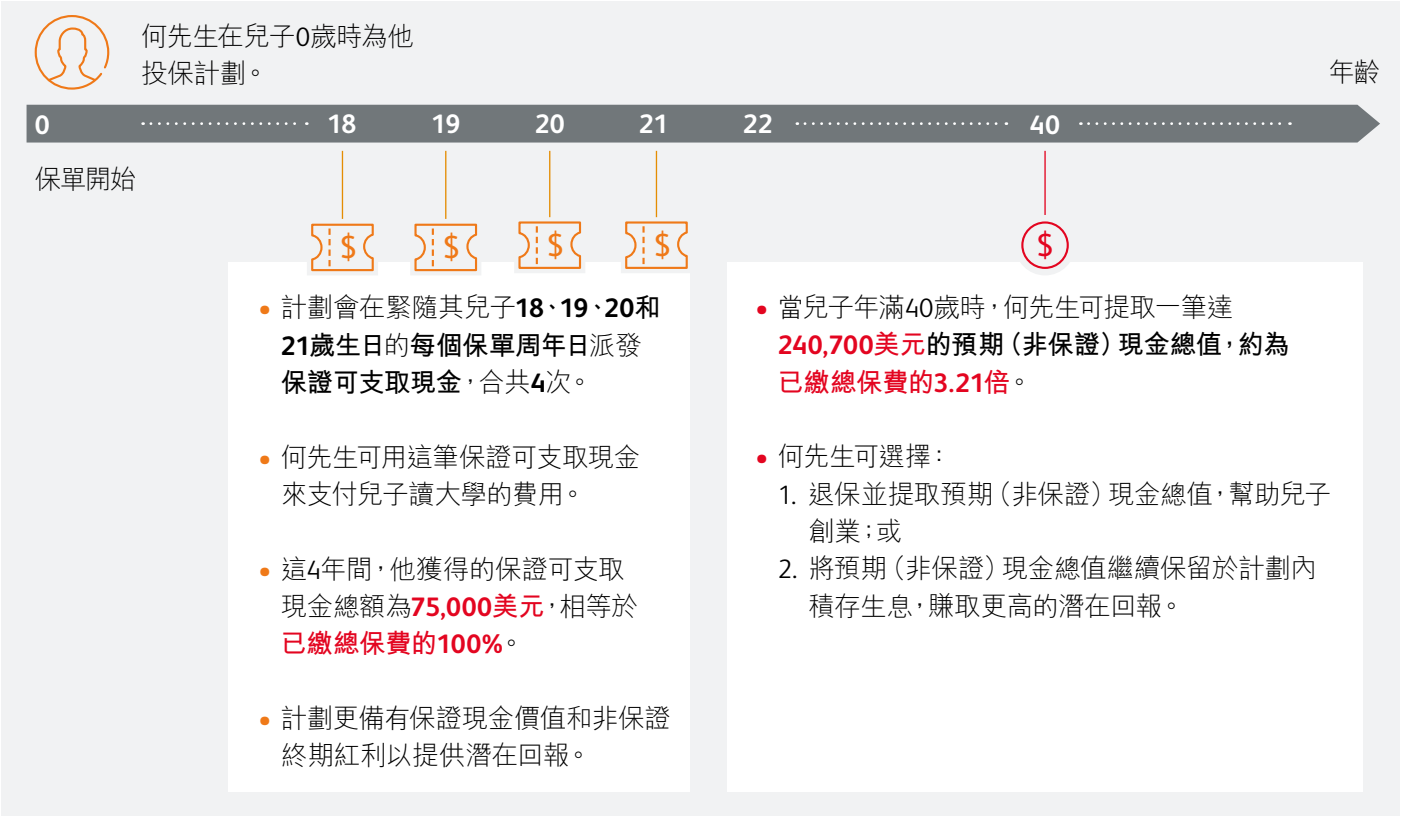 何先生在兒子0歲時為他
投保計劃。
年齡
0 18 19 20 21 22 40
保單開始
$ $ $ $ $
• 計劃會在緊隨其兒子18、19、20和
21歲生日的每個保單周年日派發
保證可支取現金，合共4次。
• 何先生可用這筆保證可支取現金
來支付兒子讀大學的費用。
• 這4年間，他獲得的保證可支取
現金總額為75,000美元，相等於
已繳總保費的100%。
• 計劃更備有保證現金價值和非保證
終期紅利以提供潛在回報。
• 當兒子年滿40歲時，何先生可提取一筆達
240,700美元的預期（非保證）現金總值，約為
已繳總保費的3.21倍。
• 何先生可選擇：
1. 退保並提取預期（非保證）現金總值，幫助兒子
創業；或
2. 將預期（非保證）現金總值繼續保留於計劃內
積存生息，賺取更高的潛在回報。